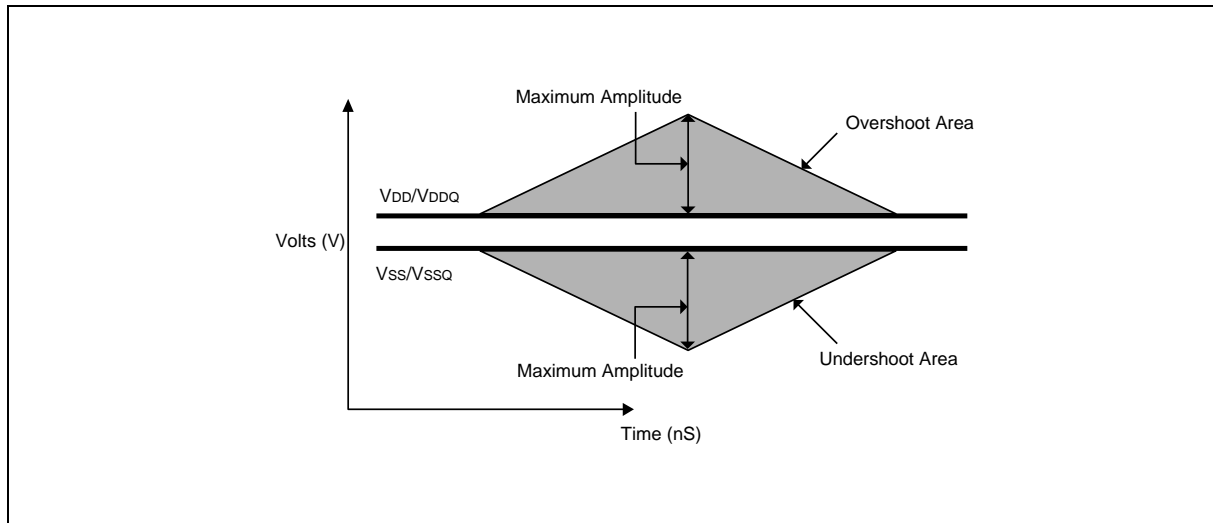 Maximum Amplitude
Overshoot Area
VDD/VDDQ
Volts (V)
VSS/VSSQ
Undershoot Area
Maximum Amplitude
Time (nS)